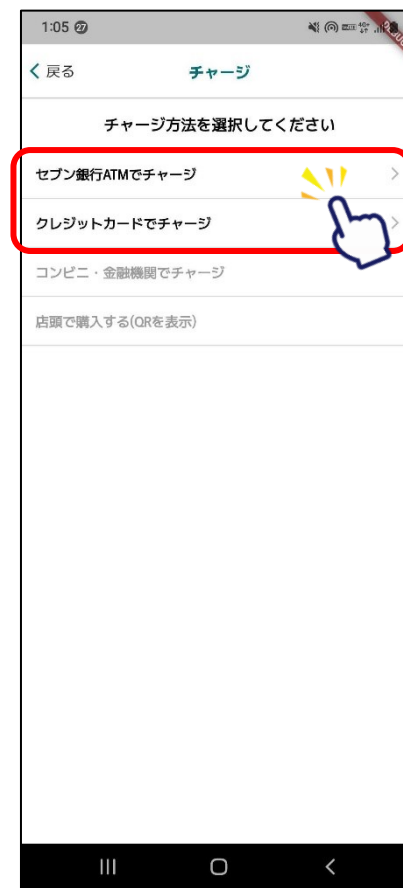 1:05 27
戻る
チャージ
チャージ方法を選択してください
セブン銀行ATMでチャージ
クレジットカードでチャージ
コンビニ・金融機関でチャージ
店頭で購入する(QRを表示)